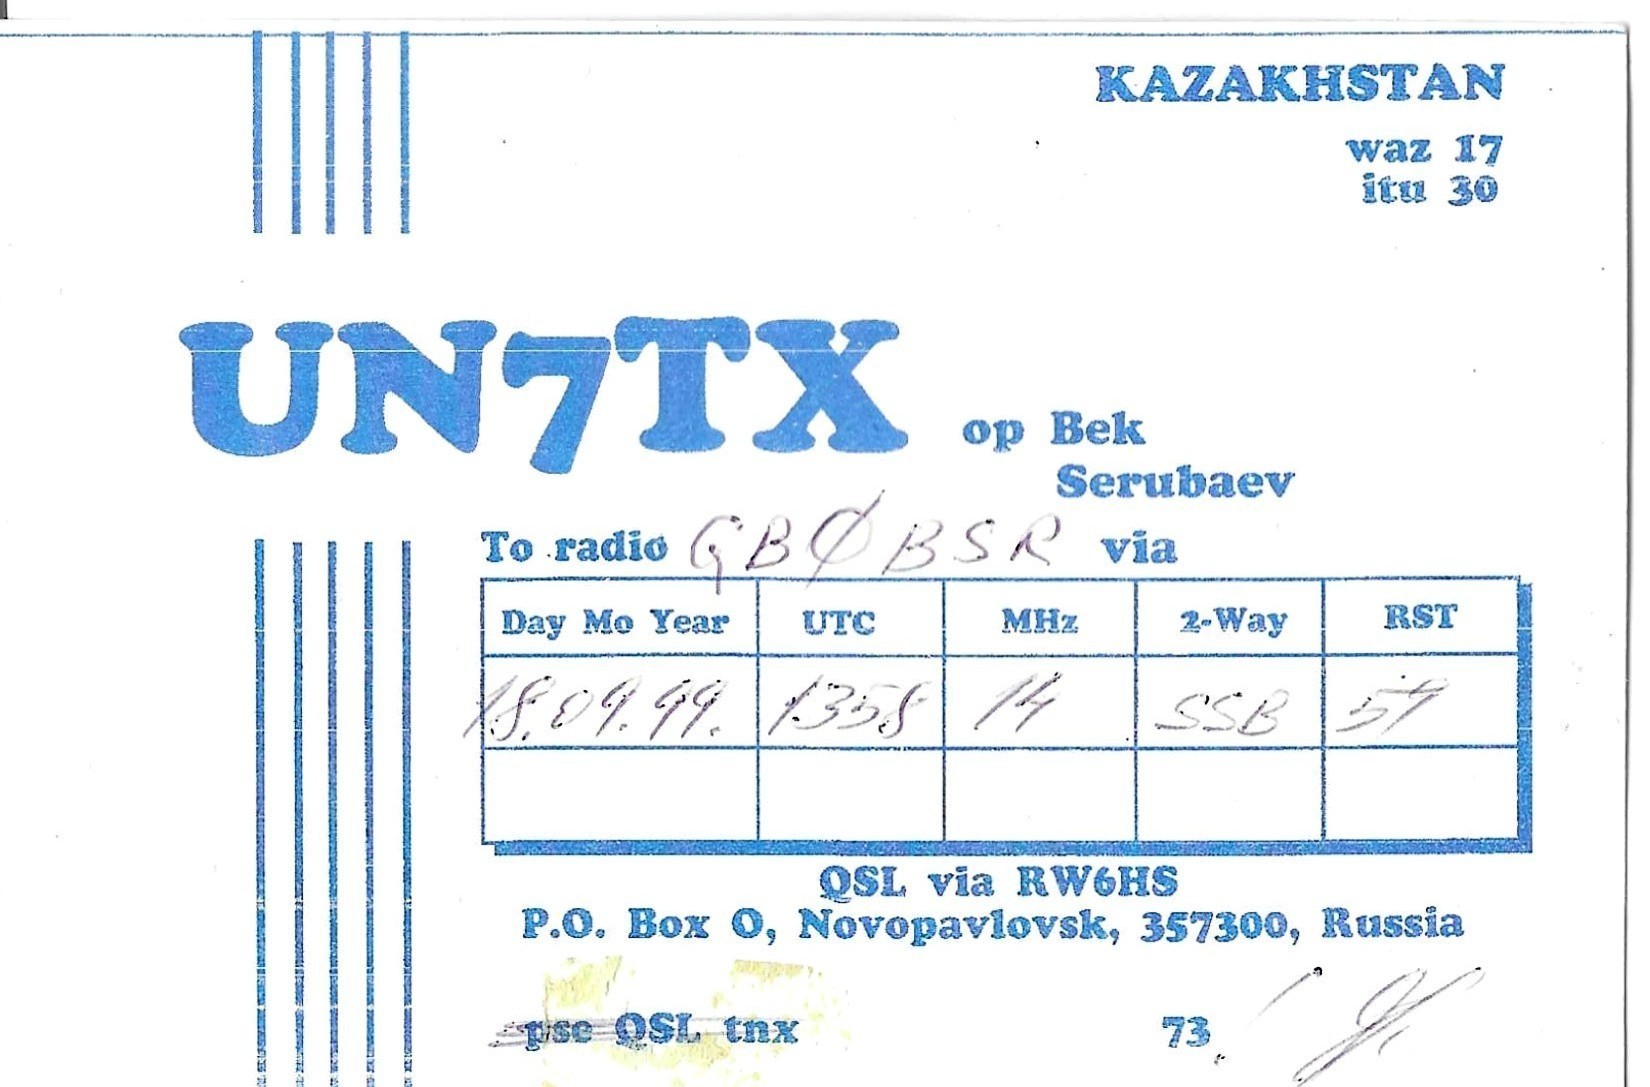 KAZAKHSTAN
waz 17
itu 30
UN7TX op Bek
Serubaev
To radio GBØBSR via
Day Mo Year UTC MHz 2-Way RST
18.09.99. 1358 14 SSB 59
QSL via RW6HS
P.O. Box 0, Novopavlovsk, 357300, Russia
pse QSL tnx 73